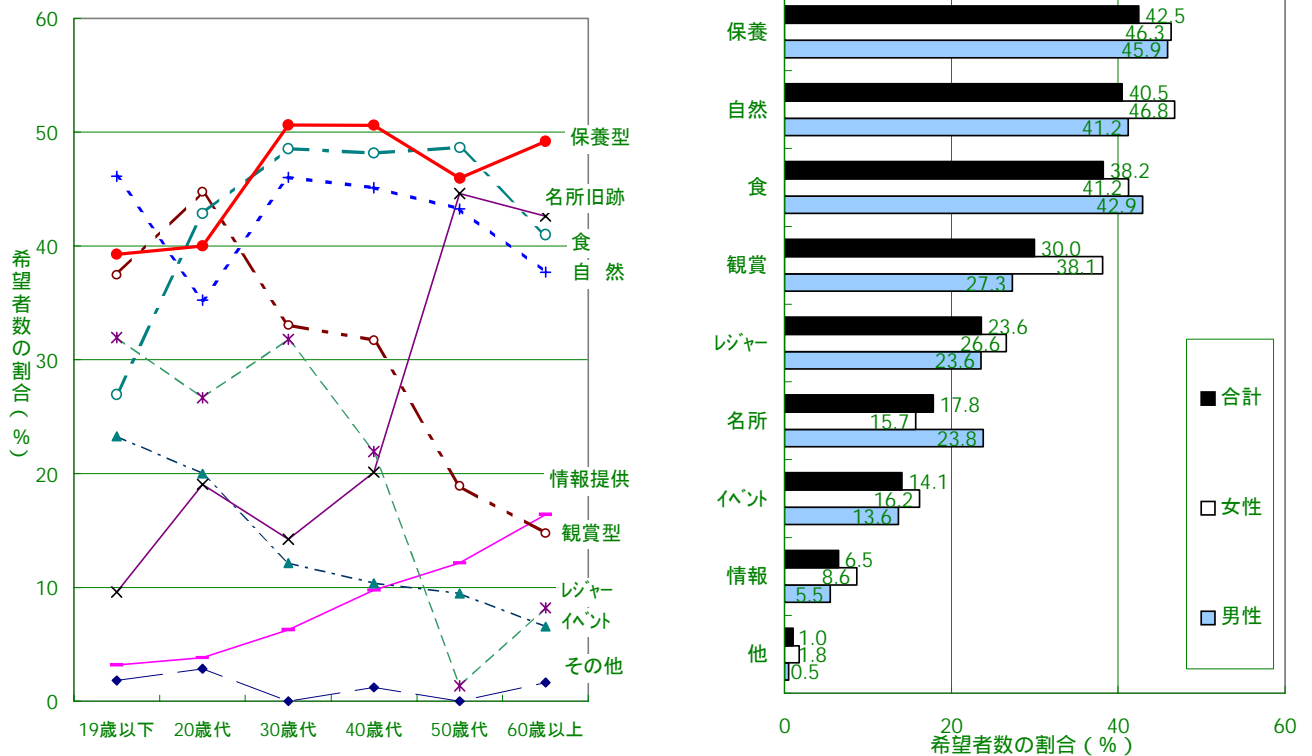 60
50
40
30
20
10
0
希望者数の割合(%)
19歳以下
20歳代
30歳代
40歳代
50歳代
60歳以上
保養型
名所旧跡
食
自 然
情報提供
観賞型
レジャー
イベント
その他
保養
42.5
46.3
45.9
自然
40.5
46.8
41.2
食
38.2
41.2
42.9
観賞
30.0
38.1
27.3
レジャー
23.6
26.6
23.6
名所
17.8
15.7
23.8
イベント
14.1
16.2
13.6
情報
6.5
8.6
5.5
他
1.0
1.8
0.5
合計
女性
男性
0
20
40
60
希望者数の割合(%)